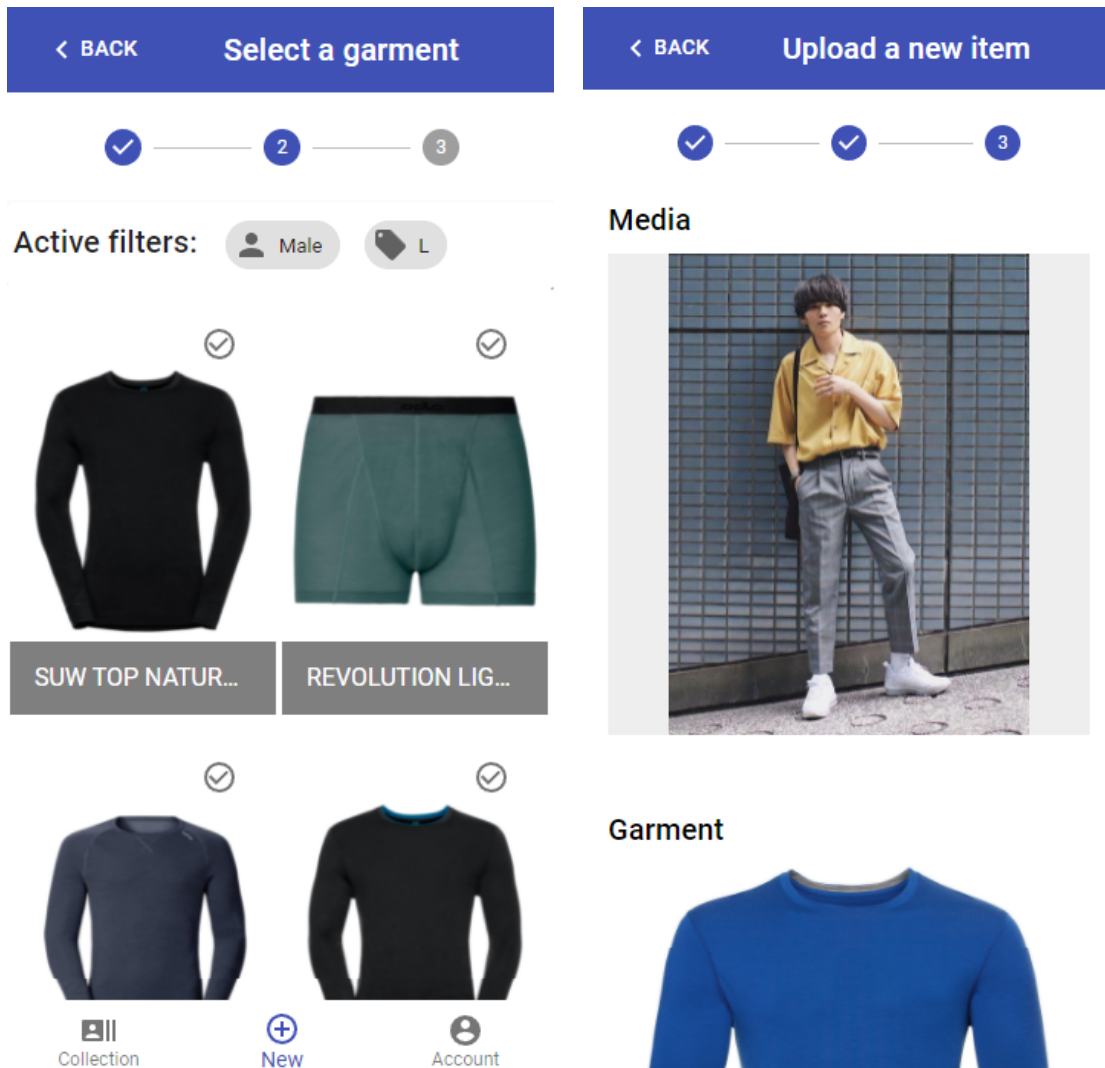 BACK
Select a garment
2
3
Active filters:
Male
L
SUW TOP NATUR...
REVOLUTION LIG...
Collection
New
Account
BACK
Upload a new item
3
Media
Garment